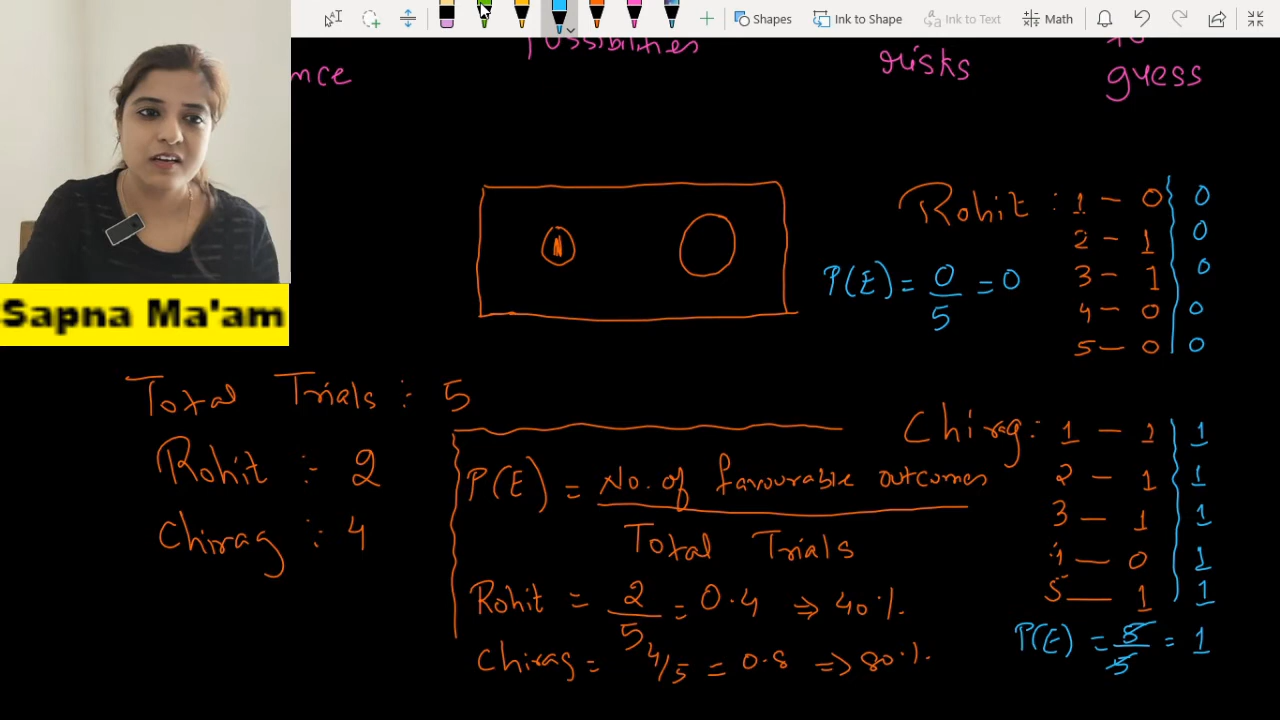 Shapes Ink to Shape Ink to Text Math
possibilities
risks
guess
Sapna Ma'am
Rohit : 1 – 0 0
2 – 1 0
3 – 1 0
4 – 0 0
5 – 0 0
P(E) = 0/5 = 0
Total Trials : 5
Rohit : 2
Chirag : 4
P(E) = No. of favourable outcomes
Total Trials
Rohit = 2/5 = 0.4 ⇒ 40%.
Chirag = 4/5 = 0.8 ⇒ 80%.
Chirag : 1 – 1 1
2 – 1 1
3 – 1 1
4 – 0 1
5 – 1 1
P(E) = 5/5 = 1